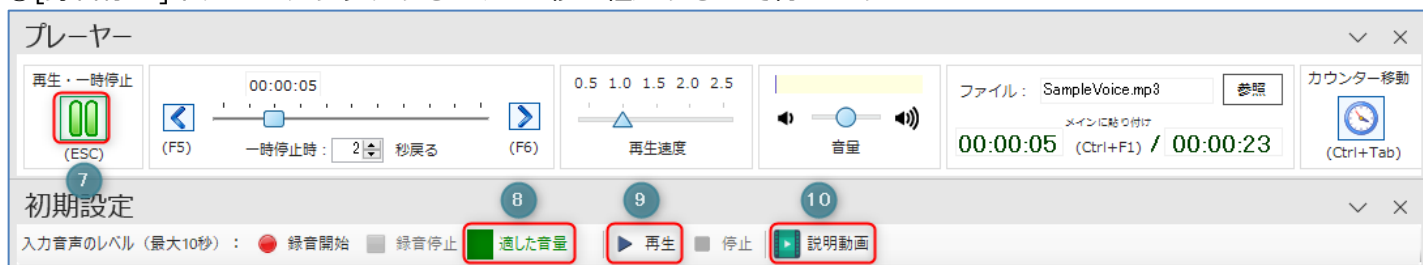 プレーヤー
再生・一時停止
(ESC)
7
00:00:05
(F5)
一時停止時： 2 秒戻る
(F6)
0.5 1.0 1.5 2.0 2.5
再生速度
音量
ファイル： SampleVoice.mp3 参照
メインに貼り付け
00:00:05 (Ctrl+F1) / 00:00:23
カウンター移動
(Ctrl+Tab)
初期設定
8 9 10
入力音声のレベル（最大10秒）： 録音開始 録音停止 適した音量 再生 停止 説明動画